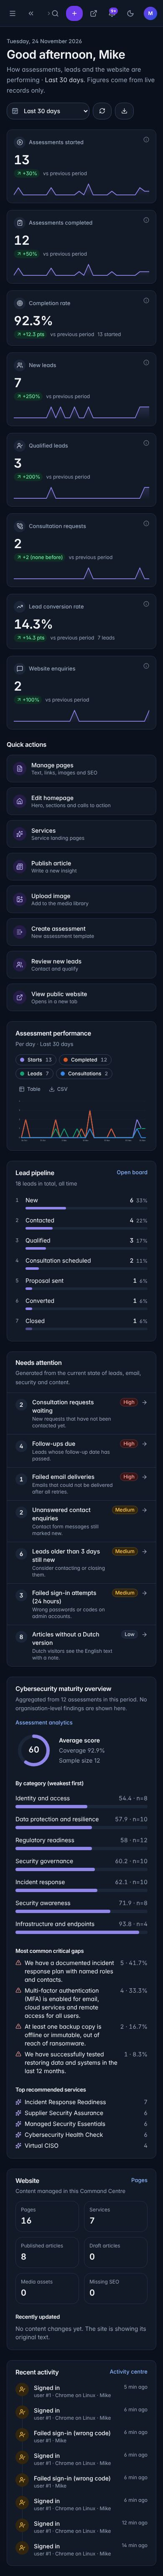 9+
M
Tuesday, 24 November 2026
Good afternoon, Mike
How assessments, leads and the website are
performing · Last 30 days. Figures come from live
records only.
Last 30 days
Assessments started
13
+30% vs previous period
Assessments completed
12
+50% vs previous period
Completion rate
92.3%
+12.3 pts vs previous period · 13 started
New leads
7
+250% vs previous period
Qualified leads
3
+200% vs previous period
Consultation requests
2
+2 (none before) vs previous period
Lead conversion rate
14.3%
+14.3 pts vs previous period · 7 leads
Website enquiries
2
+100% vs previous period
Quick actions
Manage pages
Text, links, images and SEO
Edit homepage
Hero, sections and calls to action
Services
Service landing pages
Publish article
Write a new insight
Upload image
Add to the media library
Create assessment
New assessment template
Review new leads
Contact and qualify
View public website
Opens in a new tab
Assessment performance
Per day · Last 30 days
Starts 13
Completed 12
Leads 7
Consultations 2
Table
CSV
Lead pipeline
Open board
18 leads in total, all time
1 New 6 33%
2 Contacted 4 22%
3 Qualified 3 17%
4 Consultation scheduled 2 11%
5 Proposal sent 1 6%
6 Converted 1 6%
7 Closed 1 6%
Needs attention
Generated from the current state of leads, email,
security and content.
2 Consultation requests waiting High
New requests that have not been contacted yet.
4 Follow-ups due High
Leads whose follow-up date has passed.
1 Failed email deliveries High
Emails that could not be delivered after all retries.
2 Unanswered contact enquiries Medium
Contact form messages still marked new.
6 Leads older than 3 days still new Medium
Consider contacting or closing them.
3 Failed sign-in attempts (24 hours) Medium
Wrong passwords or codes on admin accounts.
8 Articles without a Dutch version Low
Dutch visitors see the English text with a note.
Cybersecurity maturity overview
Aggregated from 12 assessments in this period. No
organisation-level findings are shown here.
Assessment analytics
60
Average score
Coverage 92.9%
Sample size 12
By category (weakest first)
Identity and access 54.4 · n=8
Data protection and resilience 57.9 · n=10
Regulatory readiness 58 · n=12
Security governance 60.2 · n=10
Incident response 62.1 · n=10
Security awareness 71.9 · n=8
Infrastructure and endpoints 93.8 · n=4
Most common critical gaps
We have a documented incident 5 · 41.7%
response plan with named roles
and contacts.
Multi-factor authentication 4 · 33.3%
(MFA) is enabled for email,
cloud services and remote
access for all users.
At least one backup copy is 2 · 16.7%
offline or immutable, out of
reach of ransomware.
We have successfully tested 1 · 8.3%
restoring data and systems in the
last 12 months.
Top recommended services
Incident Response Readiness 7
Supplier Security Assurance 6
Managed Security Essentials 6
Cybersecurity Health Check 6
Virtual CISO 4
Website
Pages
Content managed in this Command Centre
Pages
16
Services
7
Published articles
8
Draft articles
0
Media assets
0
Missing SEO
0
Recently updated
No content changes yet. The site is showing its
original text.
Recent activity
Activity centre
Signed in 5 min ago
user #1 · Chrome on Linux · Mike
Signed in 6 min ago
user #1 · Chrome on Linux · Mike
Failed sign-in (wrong code) 6 min ago
user #1 · Mike
Signed in 6 min ago
user #1 · Chrome on Linux · Mike
Failed sign-in (wrong code) 6 min ago
user #1 · Mike
Signed in 6 min ago
user #1 · Chrome on Linux · Mike
Signed in 12 min ago
user #1 · Chrome on Linux · Mike
Signed in 14 min ago
user #1 · Chrome on Linux · Mike